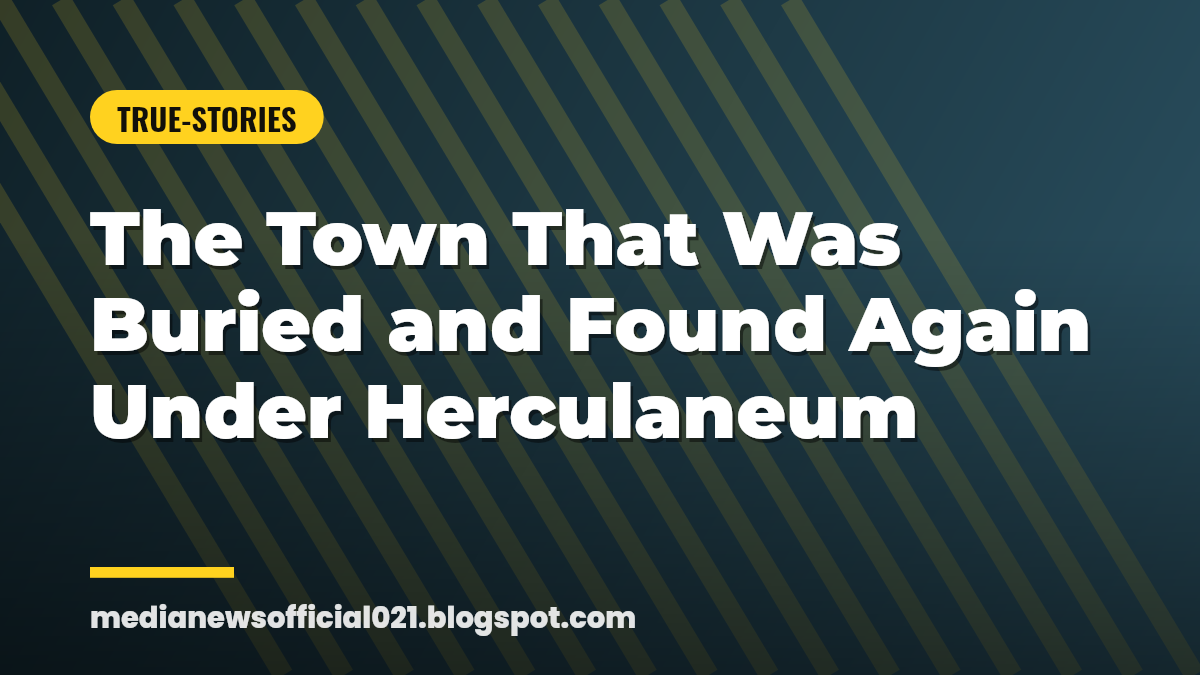 TRUE-STORIES
The Town That Was
Buried and Found Again
Under Herculaneum
medianewsofficial021.blogspot.com